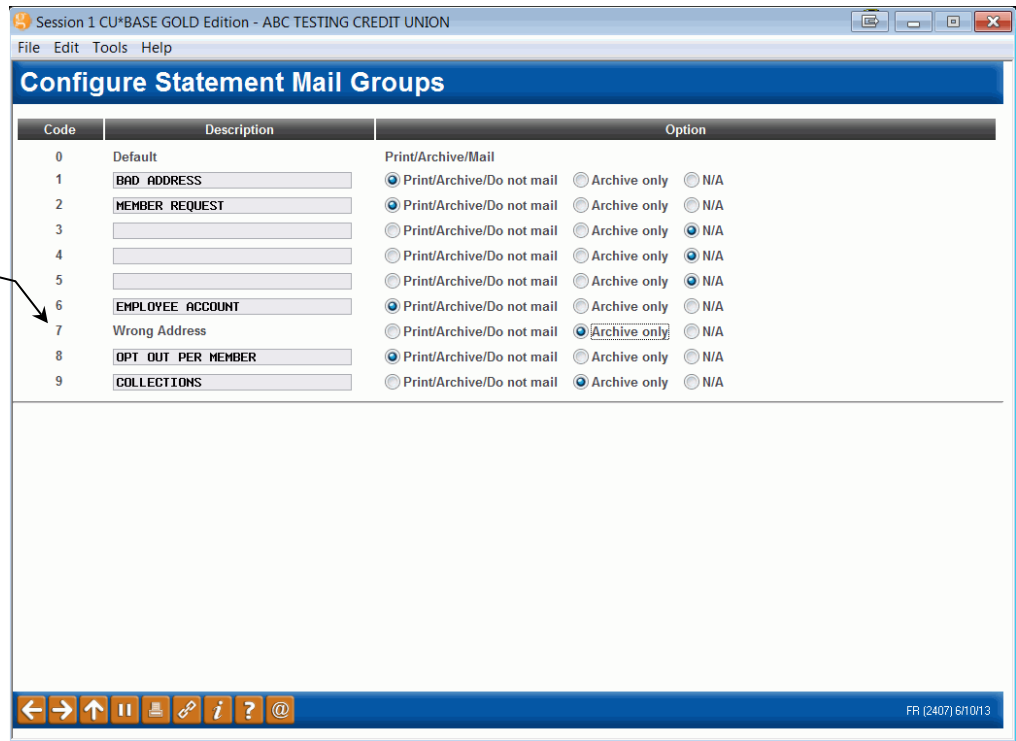 Session 1 CU*BASE GOLD Edition - ABC TESTING CREDIT UNION
File Edit Tools Help
Configure Statement Mail Groups
Code Description Option
0 Default Print/Archive/Mail
1 BAD ADDRESS Print/Archive/Do not mail Archive only N/A
2 MEMBER REQUEST Print/Archive/Do not mail Archive only N/A
3 Print/Archive/Do not mail Archive only N/A
4 Print/Archive/Do not mail Archive only N/A
5 Print/Archive/Do not mail Archive only N/A
6 EMPLOYEE ACCOUNT Print/Archive/Do not mail Archive only N/A
7 Wrong Address Print/Archive/Do not mail Archive only N/A
8 OPT OUT PER MEMBER Print/Archive/Do not mail Archive only N/A
9 COLLECTIONS Print/Archive/Do not mail Archive only N/A
FR (2407) 6/10/13